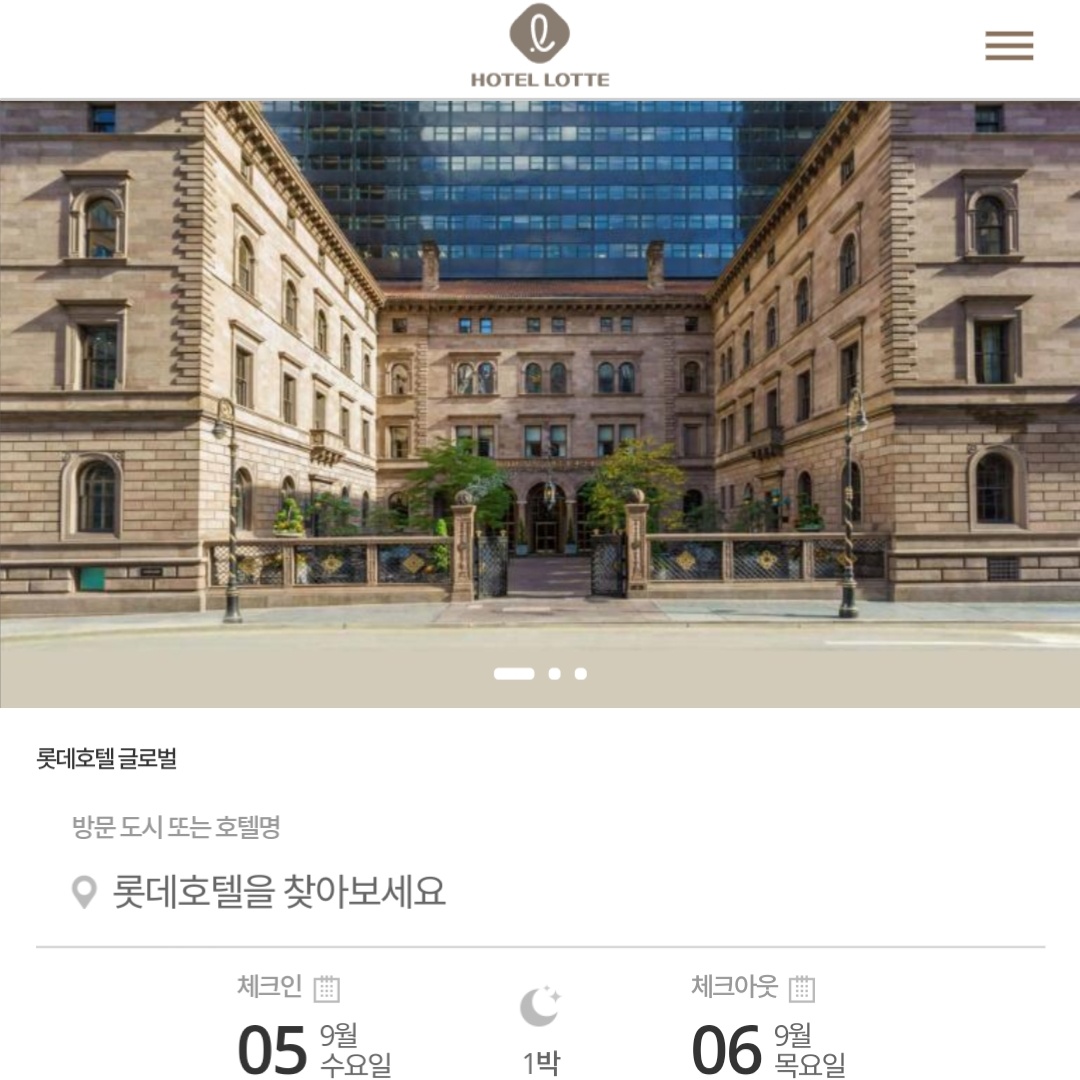 HOTEL LOTTE
롯데호텔 글로벌
방문 도시 또는 호텔명
롯데호텔을 찾아보세요
체크인
체크아웃
05 9월 수요일
1박
06 9월 목요일